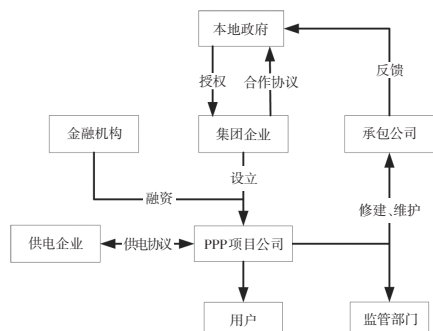 本地政府
授权
合作协议
反馈
金融机构
集团企业
承包公司
设立
融资
修建、维护
供电企业
供电协议
PPP项目公司
用户
监管部门